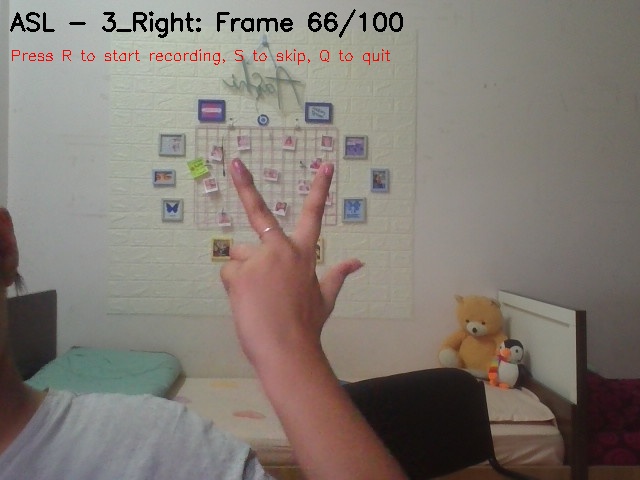 ASL - 3_Right: Frame 66/100
Press R to start recording, S to skip, Q to quit